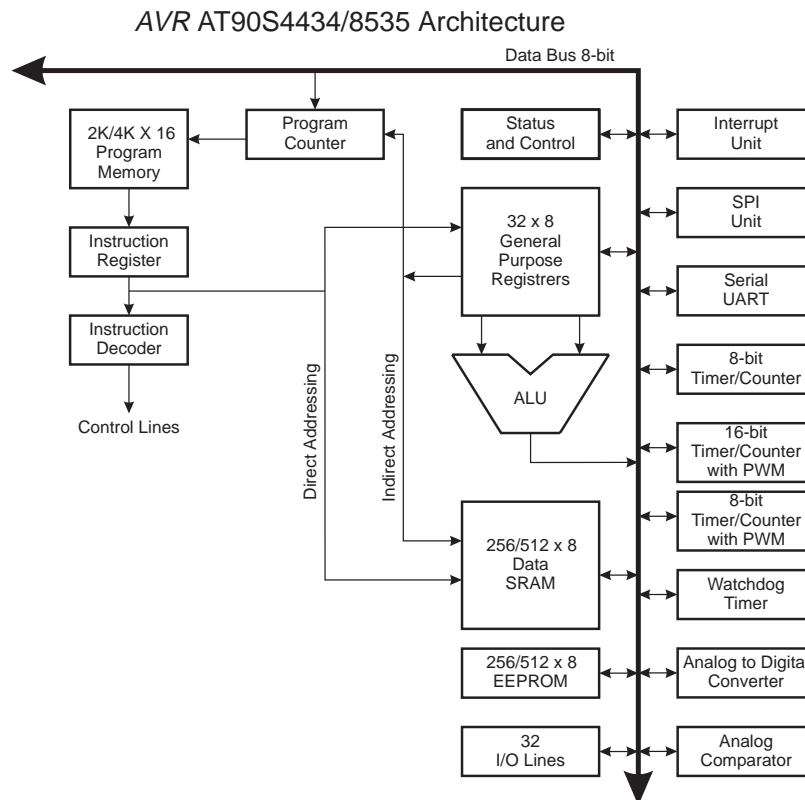 AVR AT90S4434/8535 Architecture
Data Bus 8-bit
2K/4K X 16
Program
Memory
Program
Counter
Status
and Control
Interrupt
Unit
32 x 8
General
Purpose
Registrers
SPI
Unit
Instruction
Register
Serial
UART
Instruction
Decoder
8-bit
Timer/Counter
ALU
Control Lines
Direct Addressing
Indirect Addressing
16-bit
Timer/Counter
with PWM
8-bit
Timer/Counter
with PWM
256/512 x 8
Data
SRAM
Watchdog
Timer
256/512 x 8
EEPROM
Analog to Digital
Converter
32
I/O Lines
Analog
Comparator